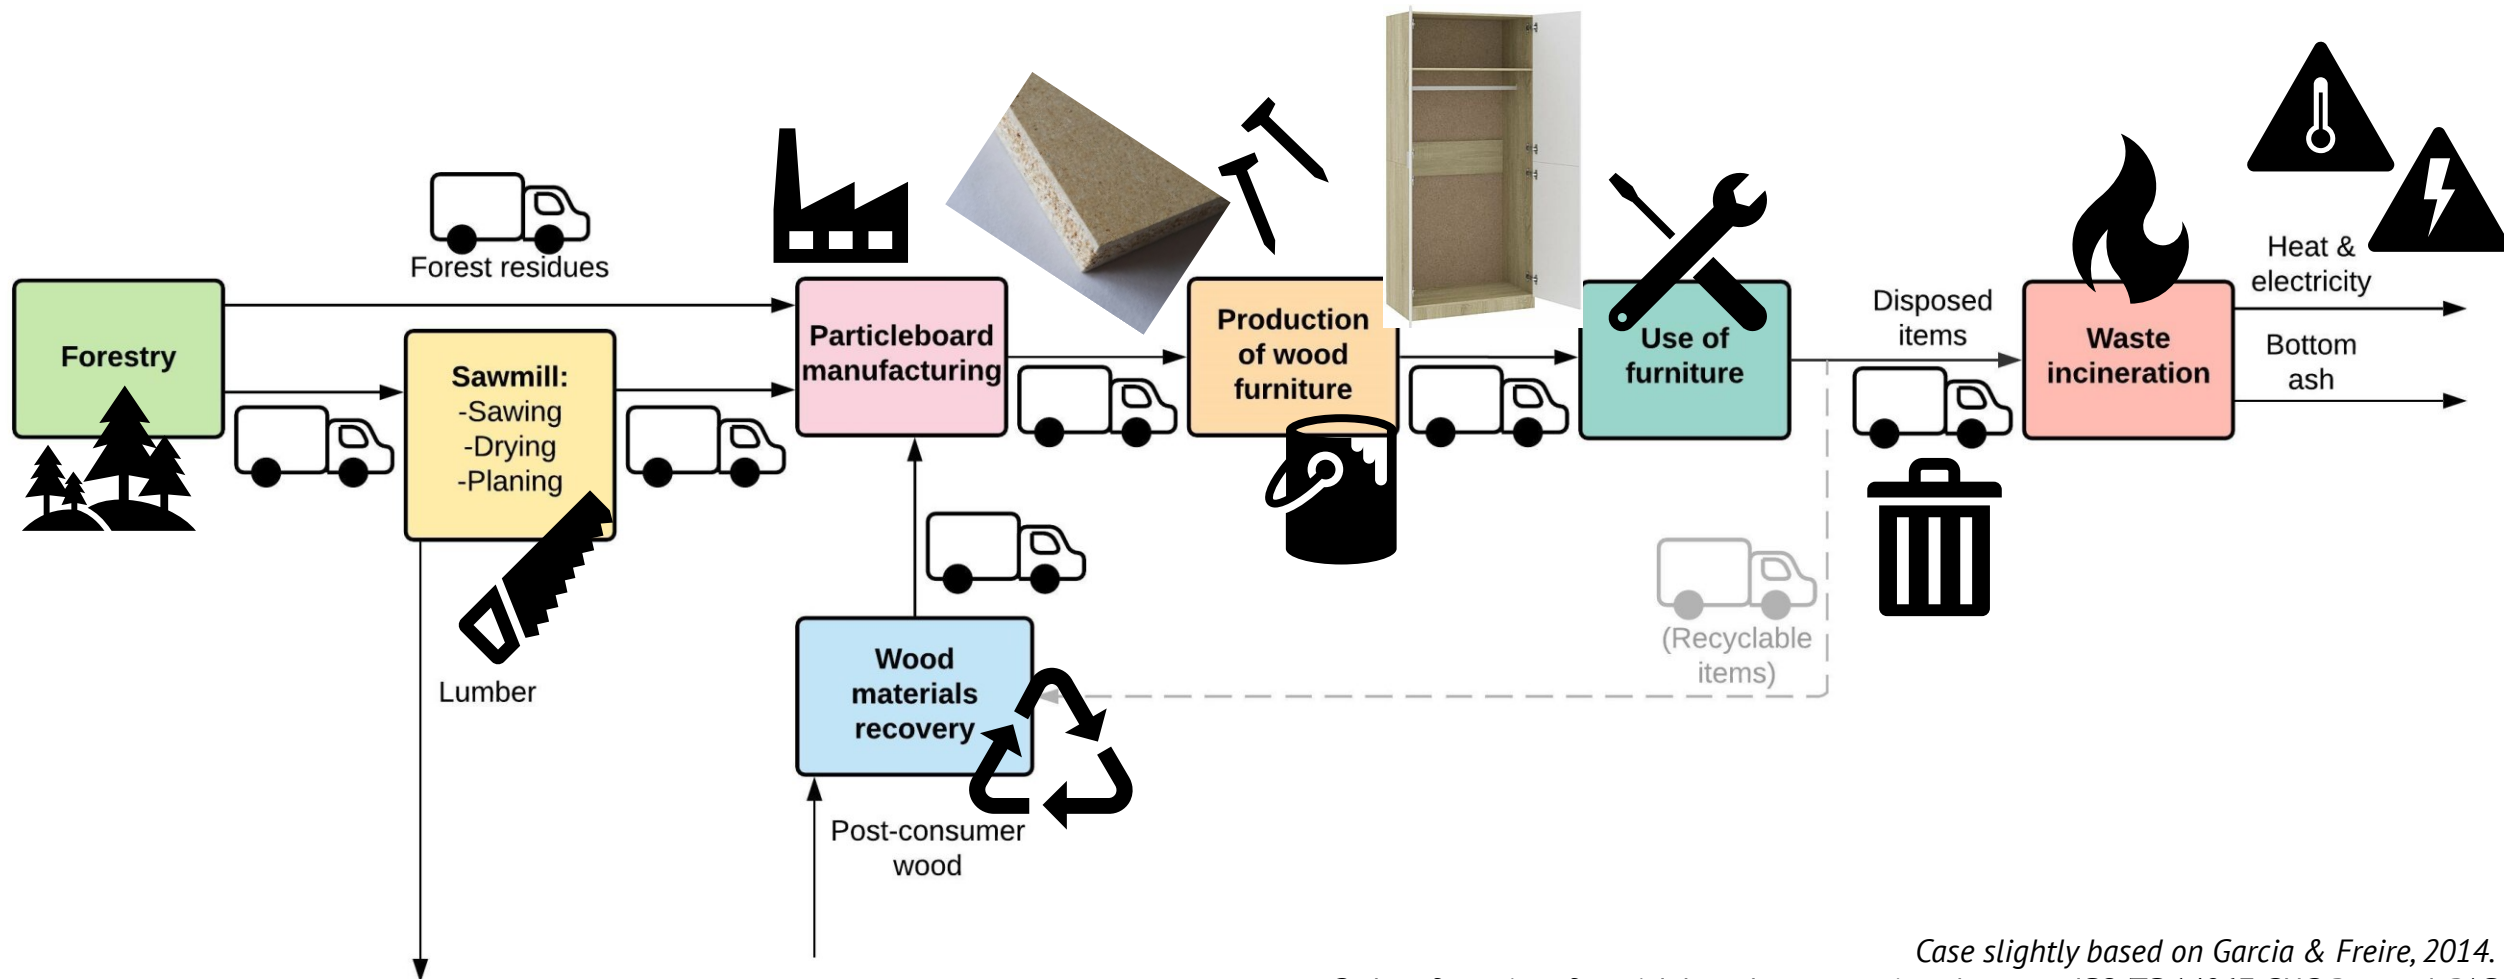 Forest residues
Forestry
Sawmill:
-Sawing
-Drying
-Planing
Lumber
Particleboard
manufacturing
Wood
materials
recovery
Post-consumer
wood
Production
of wood
furniture
Use of
furniture
Disposed
items
(Recyclable
items)
Waste
incineration
Heat &
electricity
Bottom
ash
Case slightly based on Garcia & Freire, 2014.